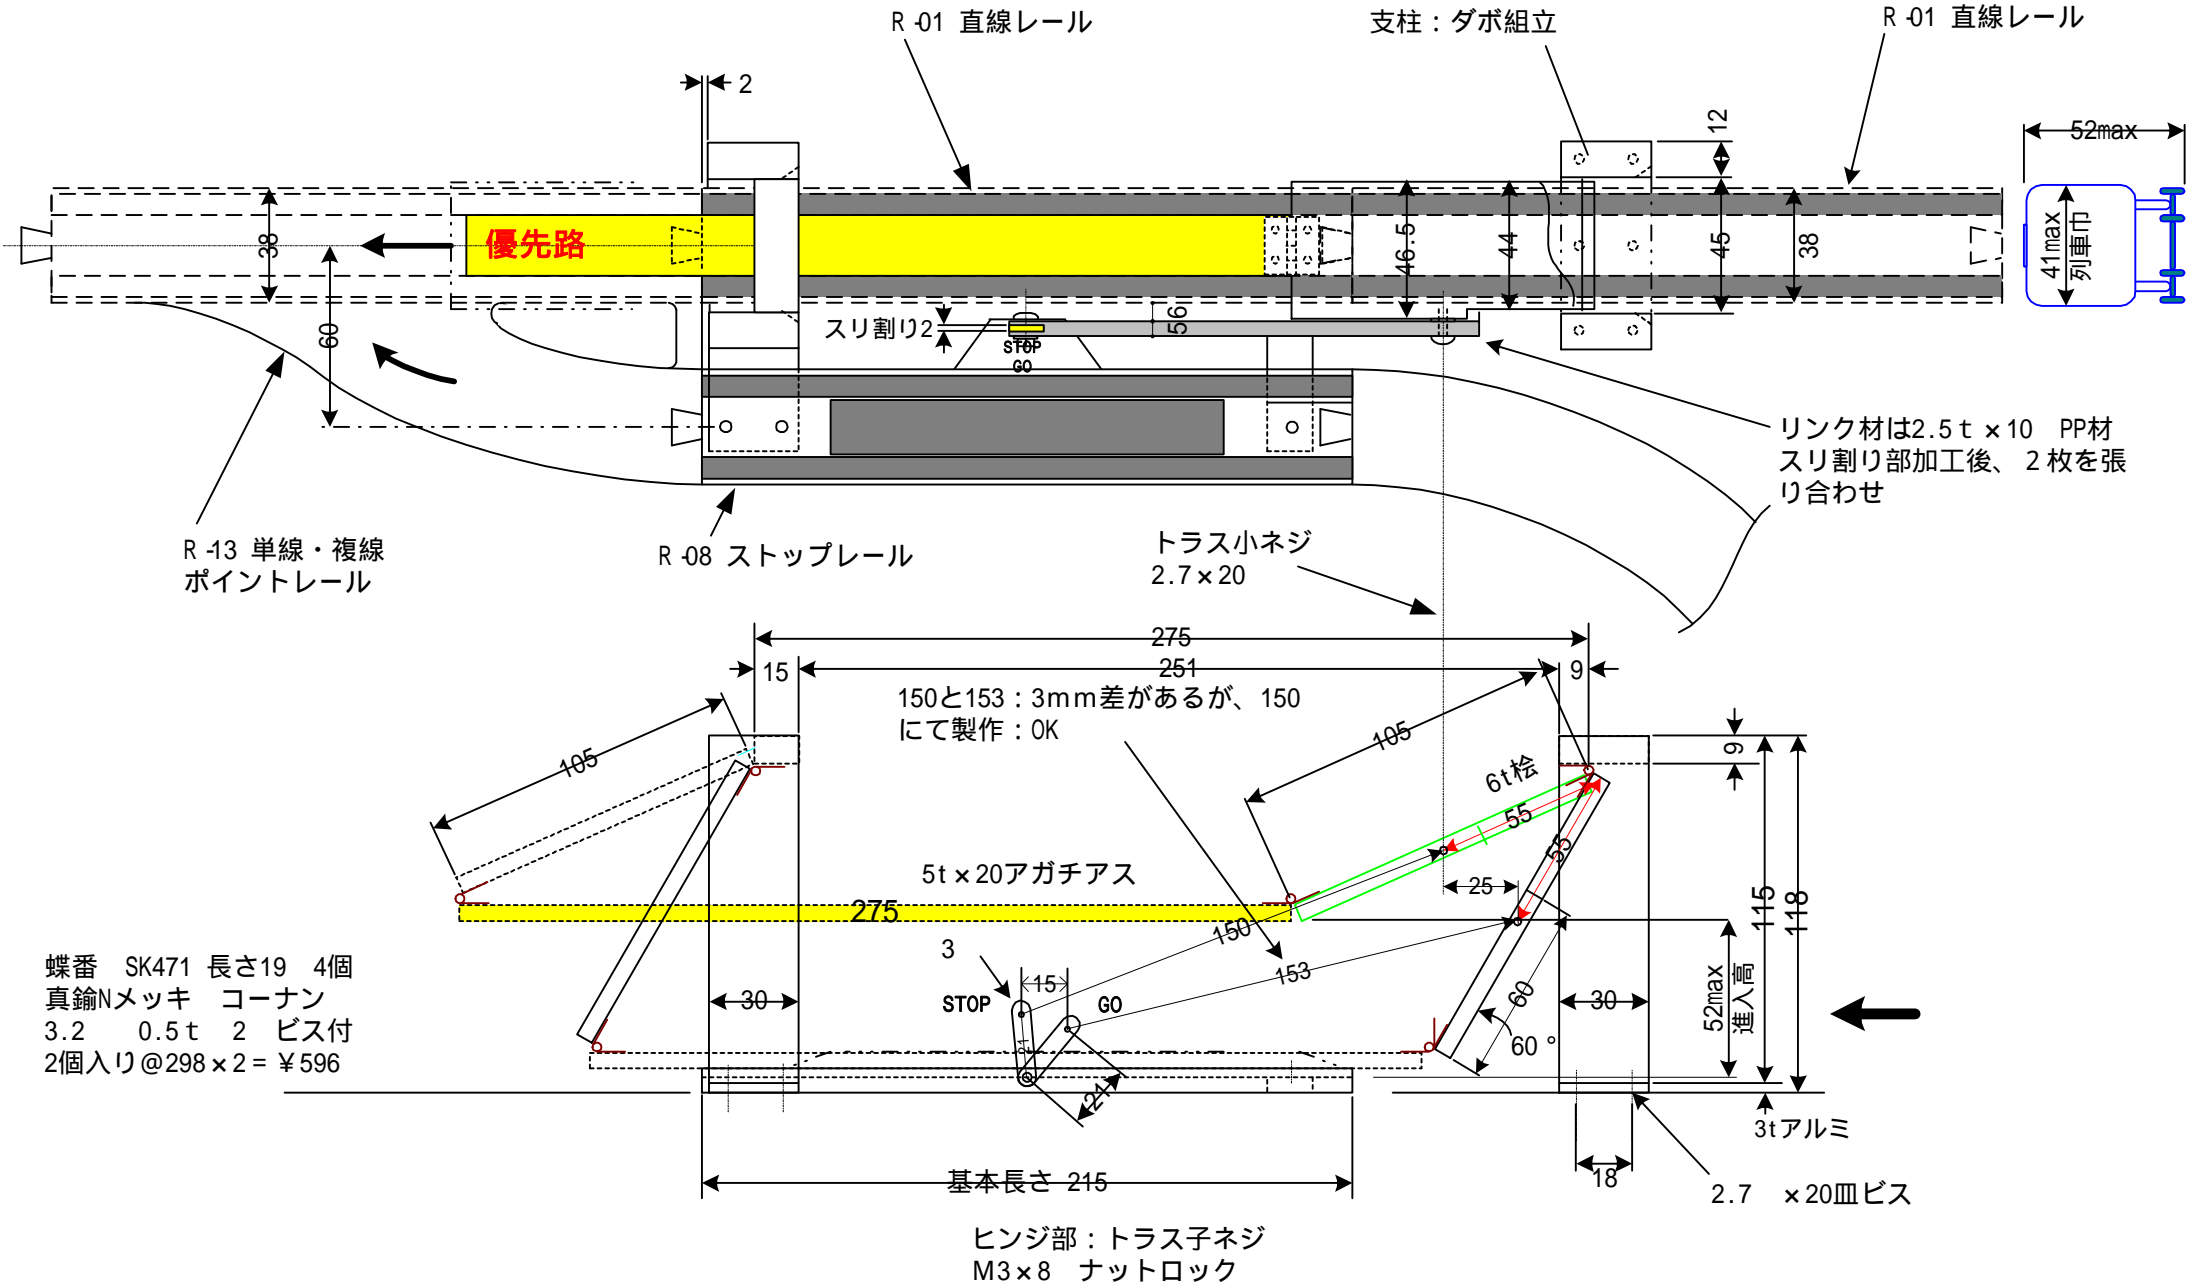 R-01 直線レール
支柱：ダボ組立
R-01 直線レール
2
12
52max
優先路
38
46.5
44
45
38
41max
列車巾
60
スリ割り2
56
STOP
GO
リンク材は2.5ｔ×10　PP材
スリ割り部加工後、２枚を張
り合わせ
R-13 単線・複線
ポイントレール
R-08 ストップレール
トラス小ネジ
2.7×20
275
15
251
9
150と153：3mm差があるが、150
にて製作：OK
105
105
6t桧
9
55
55
5t×20アガチアス
25
275
115
118
150
3
153
15
STOP
GO
蝶番　SK471 長さ19　4個
真鍮Nメッキ　コーナン
3.2　　0.5ｔ　2　ビス付
2個入り@298×2=￥596
30
60
30
52max
進入高
21
60°
21
3tアルミ
基本長さ 215
18
2.7　×20皿ビス
ヒンジ部：トラス子ネジ
M3×8　ナットロック